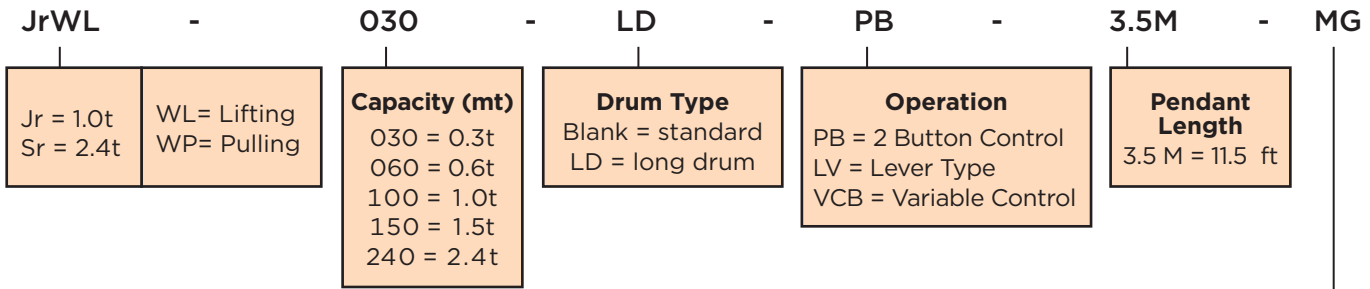 JrWL - 030 - LD - PB - 3.5M - MG
Jr = 1.0t
Sr = 2.4t
WL= Lifting
WP= Pulling
Capacity (mt)
030 = 0.3t
060 = 0.6t
100 = 1.0t
150 = 1.5t
240 = 2.4t
Drum Type
Blank = standard
LD = long drum
Operation
PB = 2 Button Control
LV = Lever Type
VCB = Variable Control
Pendant
Length
3.5 M = 11.5 ft